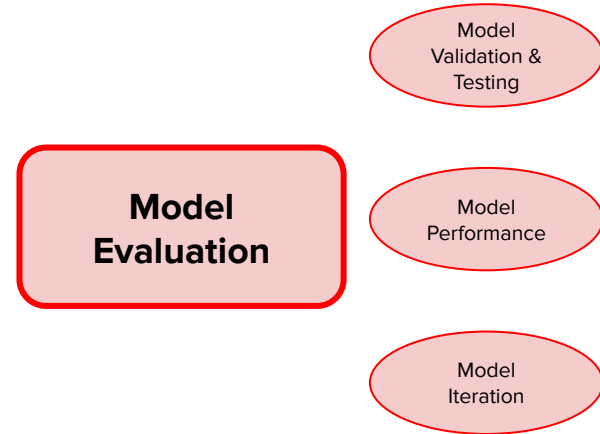 Model
Validation &
Testing
Model
Evaluation
Model
Performance
Model
Iteration